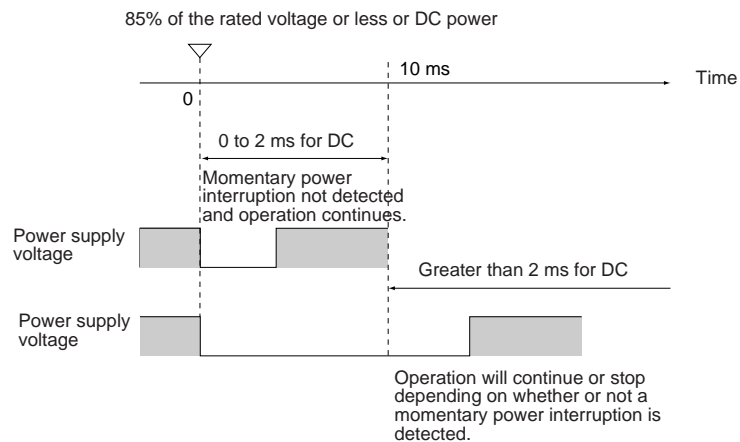 85% of the rated voltage or less or DC power
10 ms
Time
0
0 to 2 ms for DC
Momentary power
interruption not detected
and operation continues.
Power supply
voltage
Greater than 2 ms for DC
Power supply
voltage
Operation will continue or stop
depending on whether or not a
momentary power interruption is
detected.